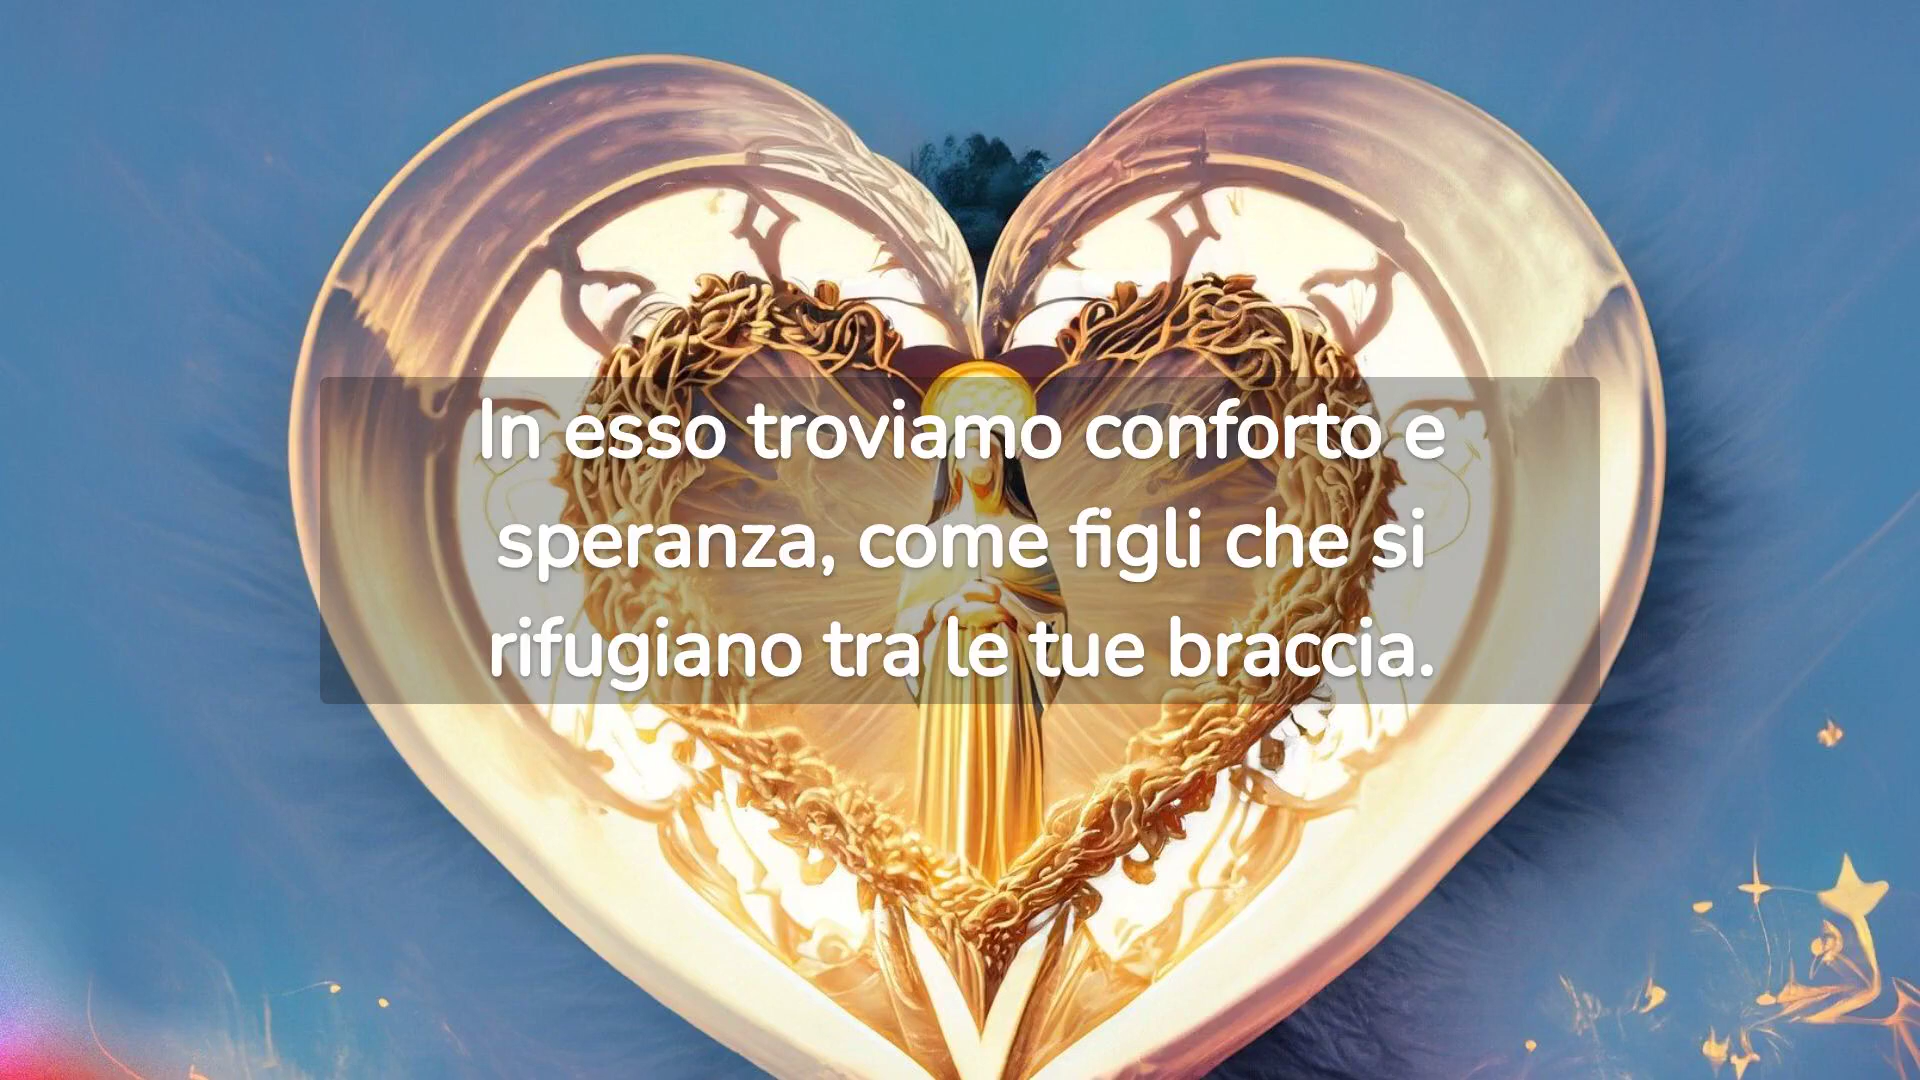 In esso troviamo conforto e
speranza, come figli che si
rifugiano tra le tue braccia.